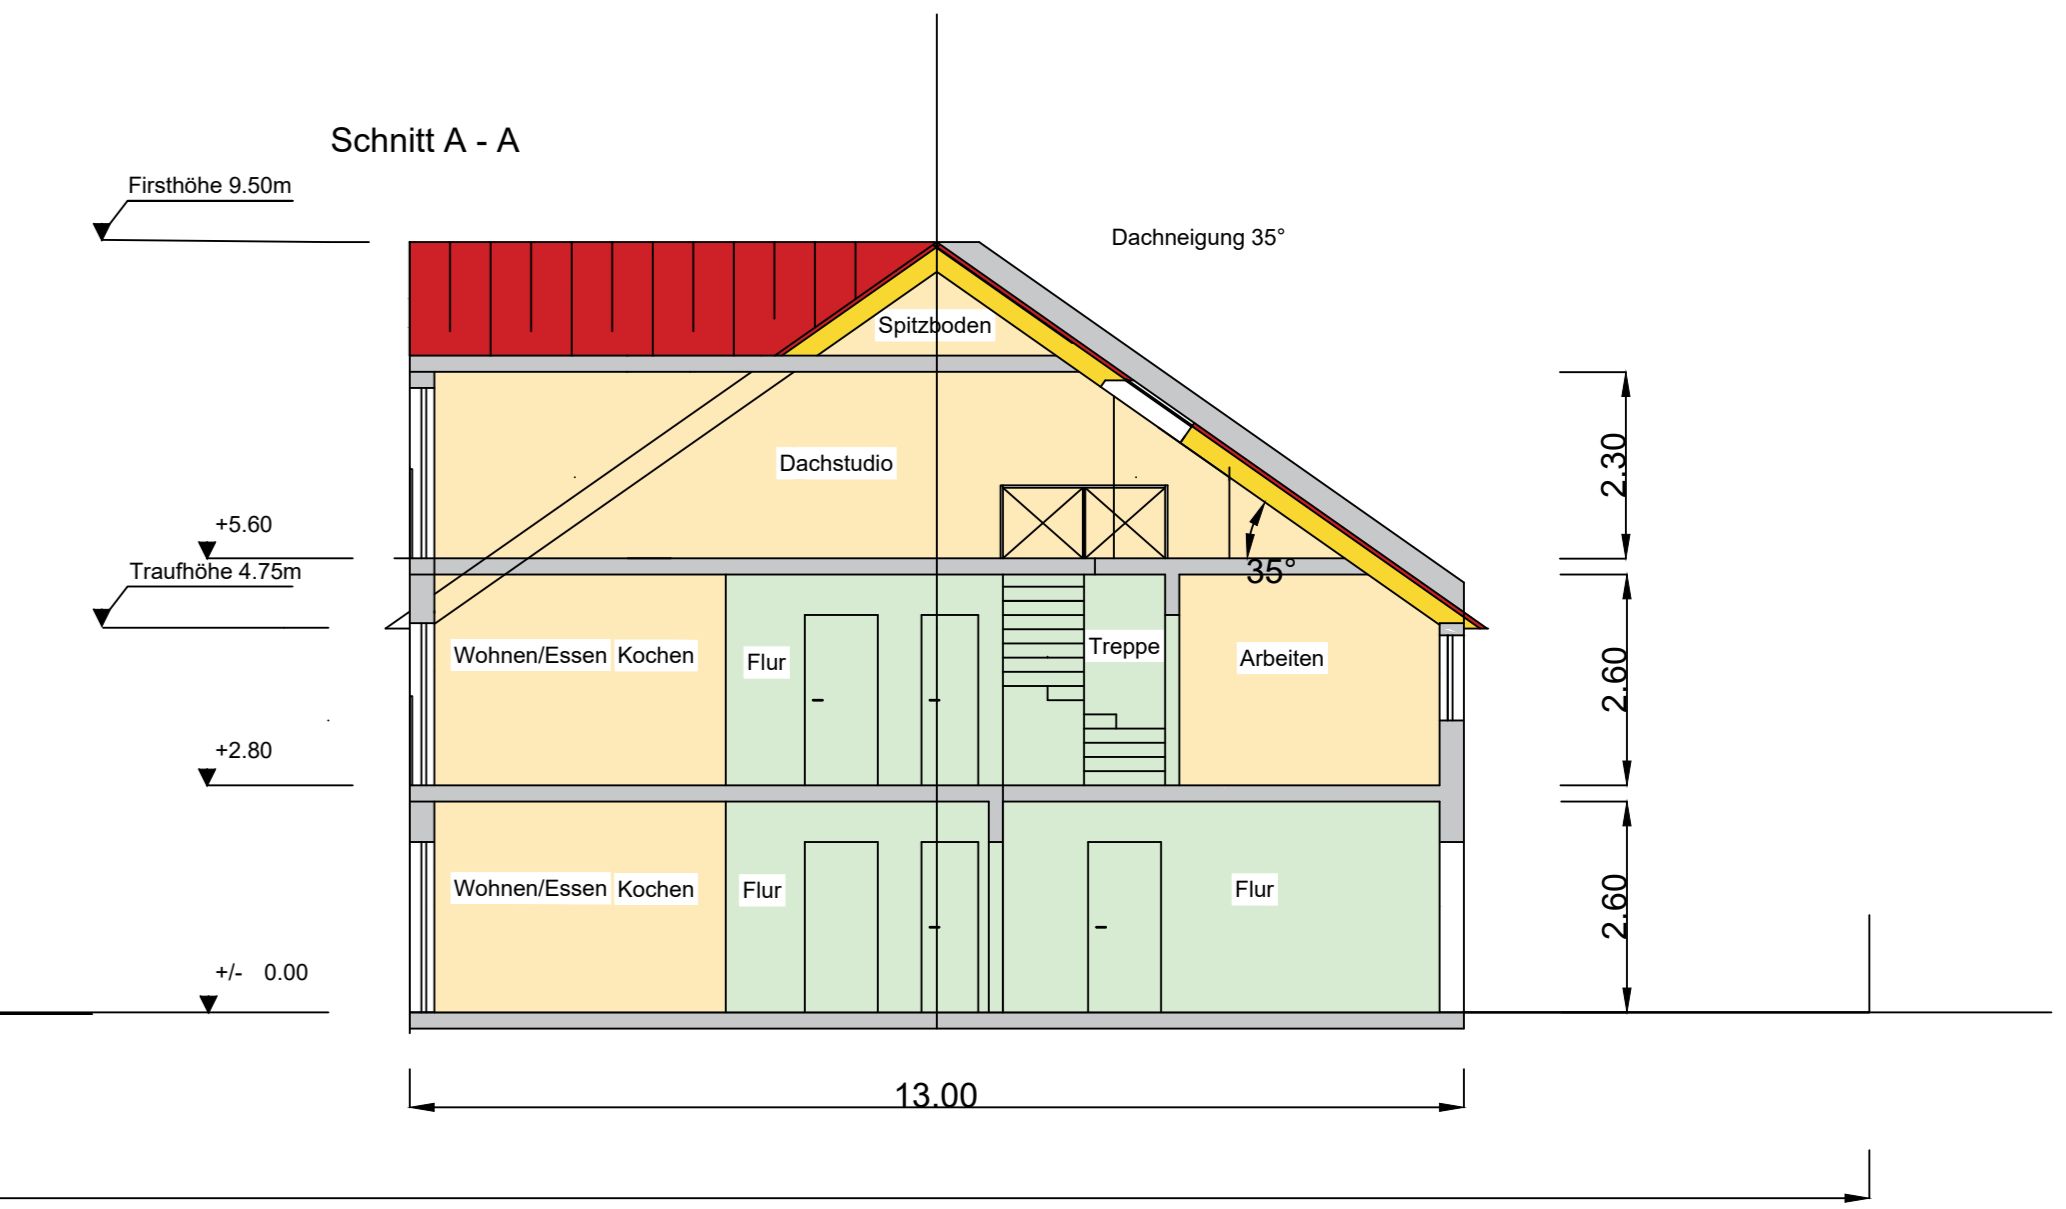 Schnitt A - A
Firsthöhe 9.50m
Dachneigung 35°
Spitzboden
Dachstudio
2.30
+5.60
Traufhöhe 4.75m
35°
Wohnen/Essen Kochen
Flur
Treppe
Arbeiten
2.60
+2.80
Wohnen/Essen Kochen
Flur
Flur
2.60
+/- 0.00
13.00